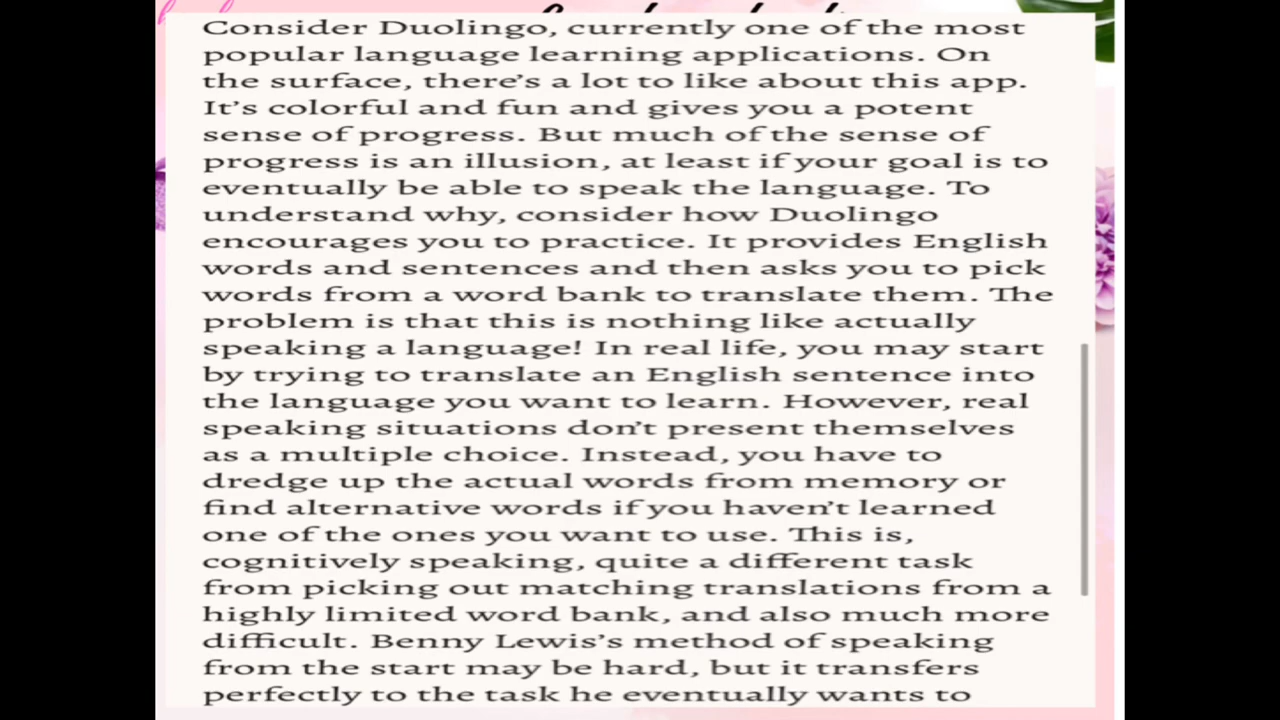 Consider Duolingo, currently one of the most
popular language learning applications. On
the surface, there's a lot to like about this app.
It's colorful and fun and gives you a potent
sense of progress. But much of the sense of
progress is an illusion, at least if your goal is to
eventually be able to speak the language. To
understand why, consider how Duolingo
encourages you to practice. It provides English
words and sentences and then asks you to pick
words from a word bank to translate them. The
problem is that this is nothing like actually
speaking a language! In real life, you may start
by trying to translate an English sentence into
the language you want to learn. However, real
speaking situations don't present themselves
as a multiple choice. Instead, you have to
dredge up the actual words from memory or
find alternative words if you haven't learned
one of the ones you want to use. This is,
cognitively speaking, quite a different task
from picking out matching translations from a
highly limited word bank, and also much more
difficult. Benny Lewis's method of speaking
from the start may be hard, but it transfers
perfectly to the task he eventually wants to